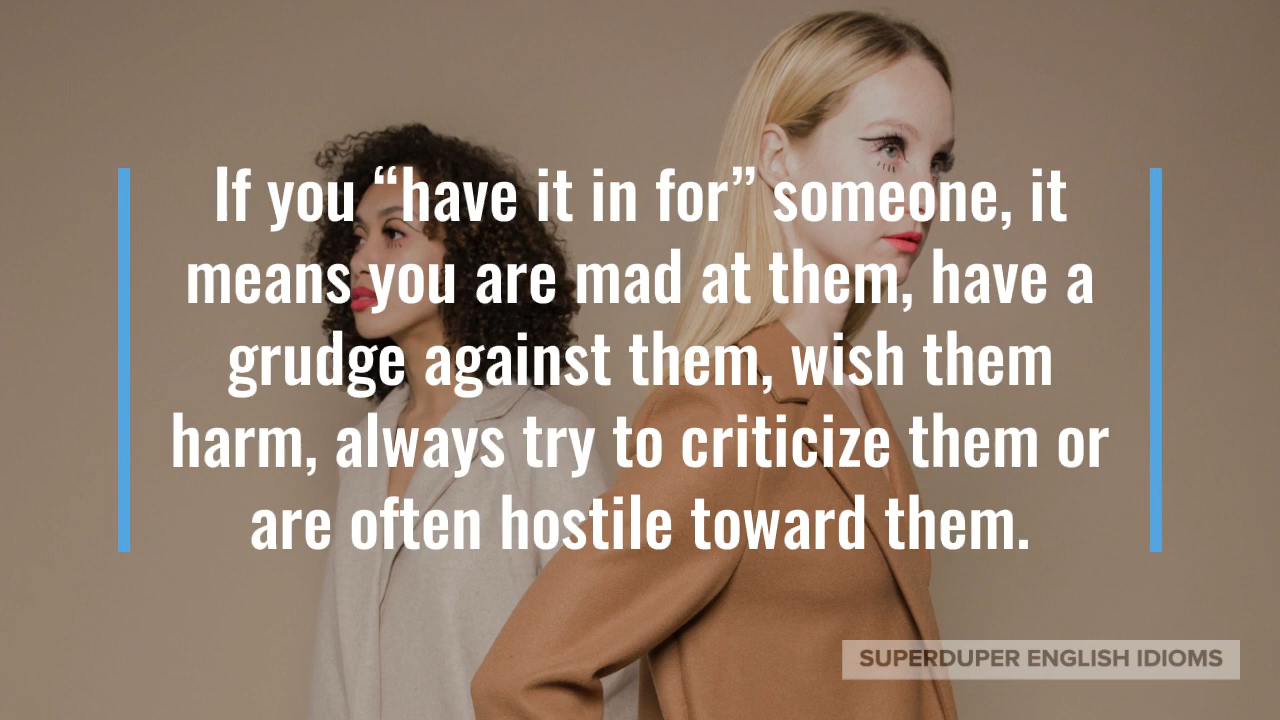 If you “have it in for” someone, it
means you are mad at them, have a
grudge against them, wish them
harm, always try to criticize them or
are often hostile toward them.
SUPERDUPER ENGLISH IDIOMS